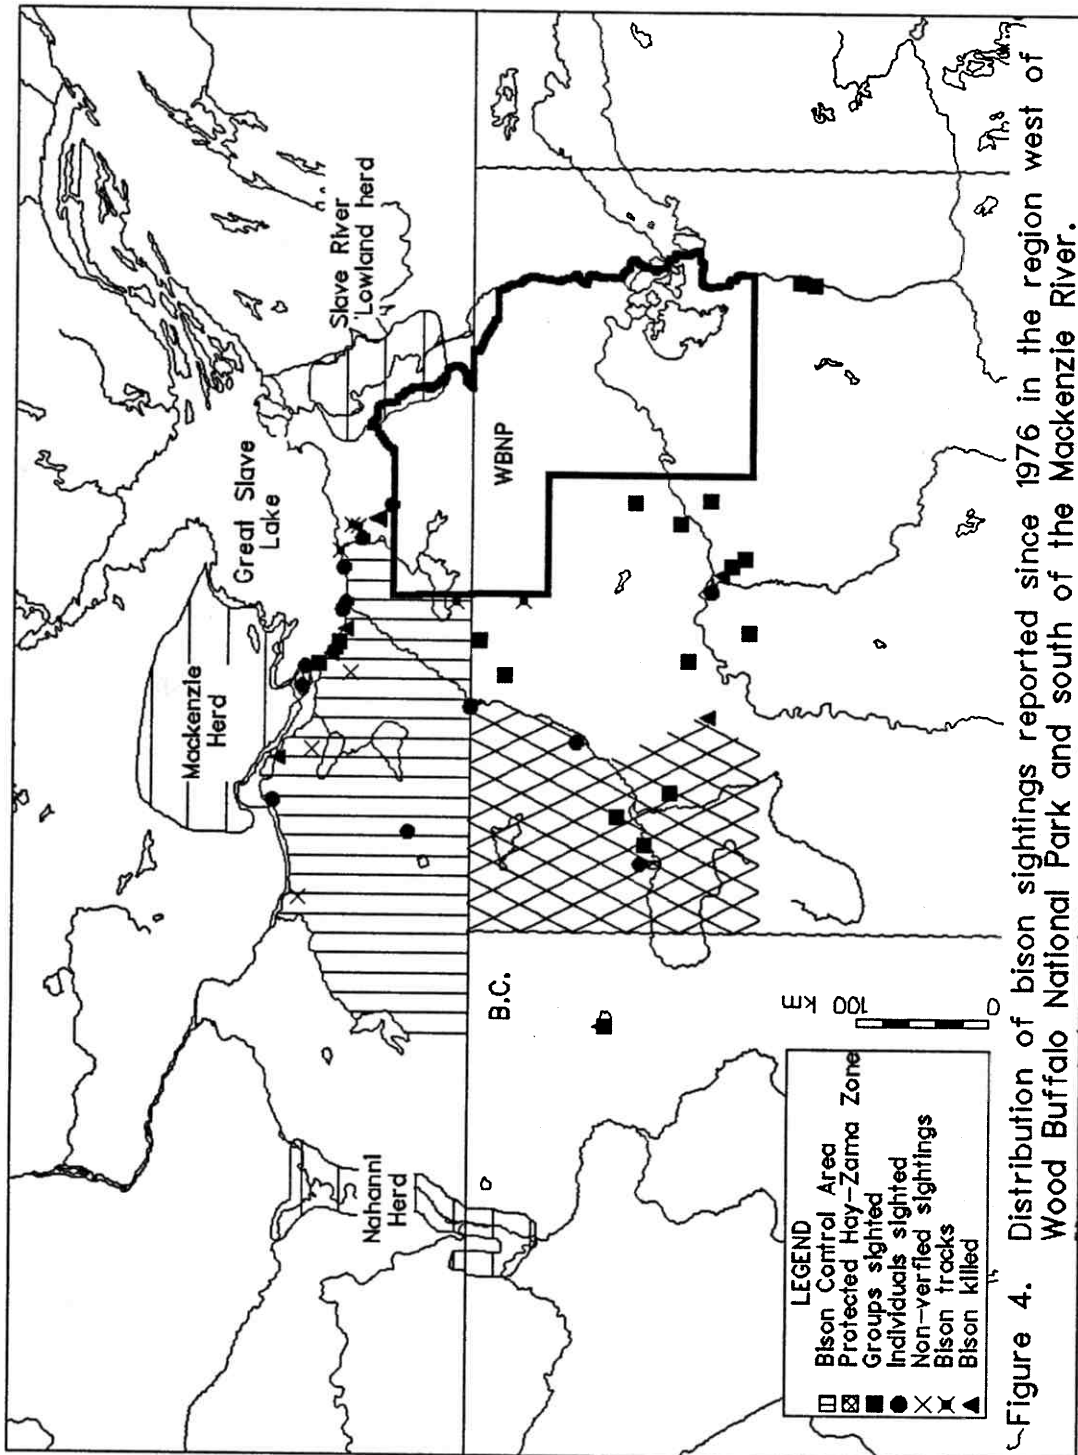 Great Slave
Lake
Slave River
Lowland herd
Mackenzie
Herd
Nahanni
Herd
WBNP
B.C.
LEGEND
Bison Control Area
Protected Hay-Zama Zone
Groups sighted
Individuals sighted
Non-verfied sightings
Bison tracks
Bison killed
0 100 km
Figure 4. Distribution of bison sightings reported since 1976 in the region west of
Wood Buffalo National Park and south of the Mackenzie River.